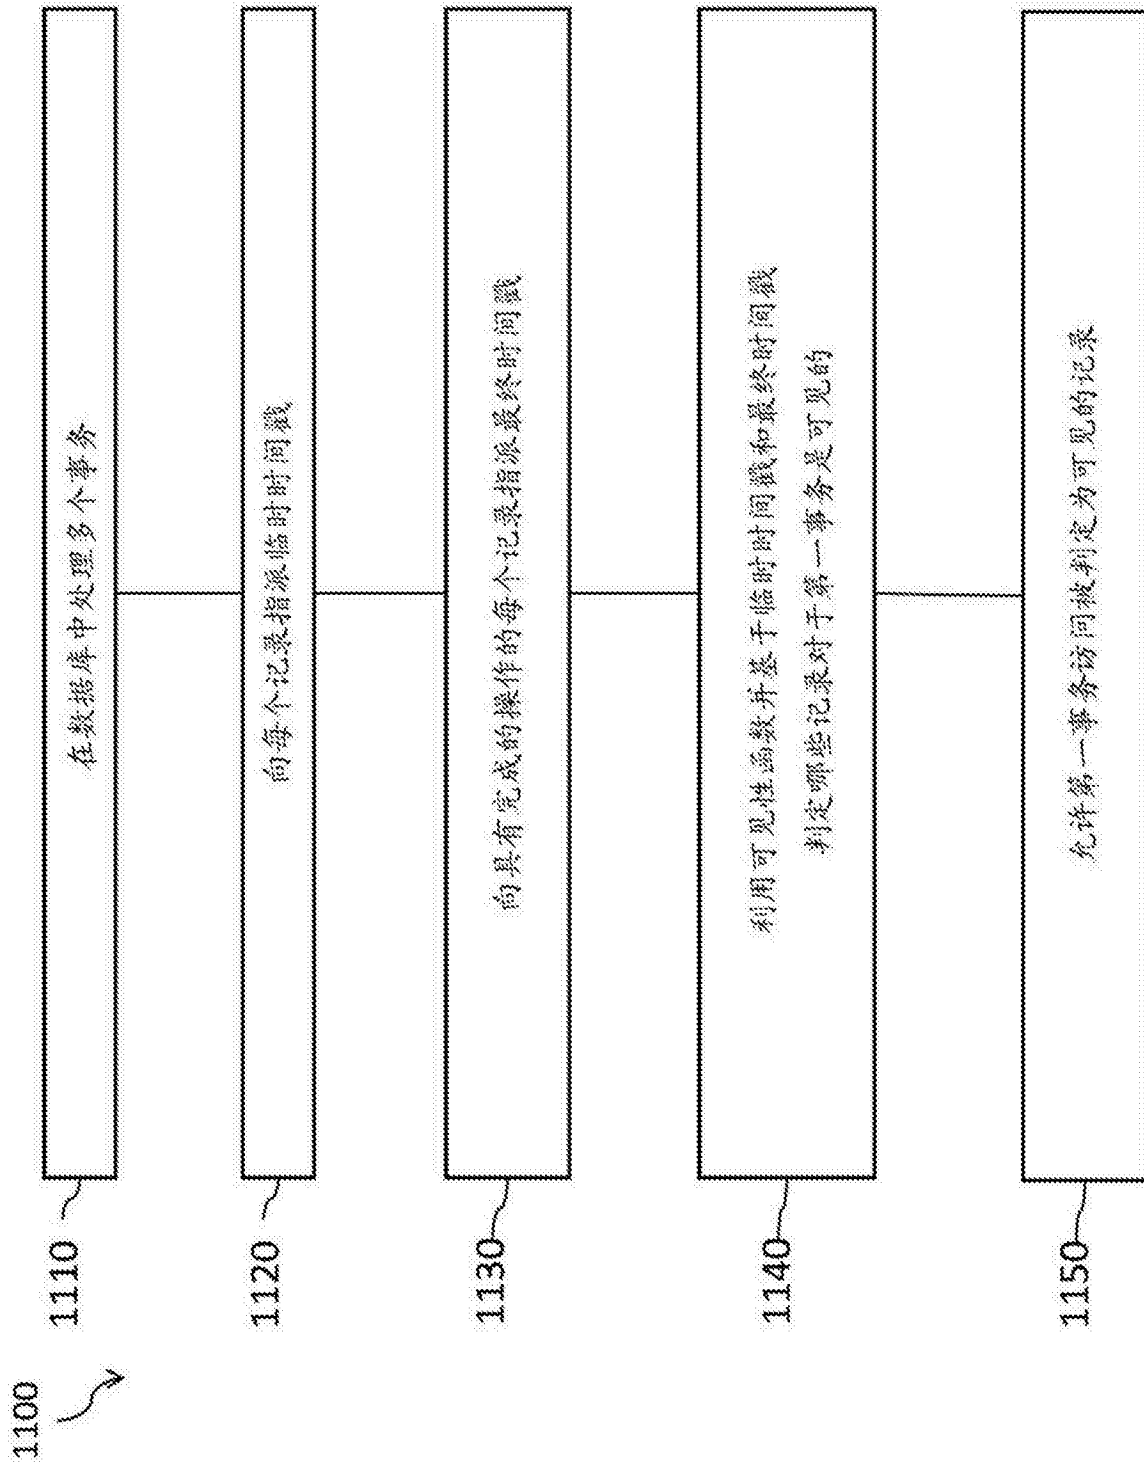 1100
1110
在数据库中处理多个事务
1120
向每个记录指派临时时间戳
1130
向具有完成的操作的每个记录指派最终时间戳
1140
利用可见性函数并基于临时时间戳和最终时间戳
判定哪些记录对于第一事务是可见的
1150
允许第一事务访问被判定为可见的记录